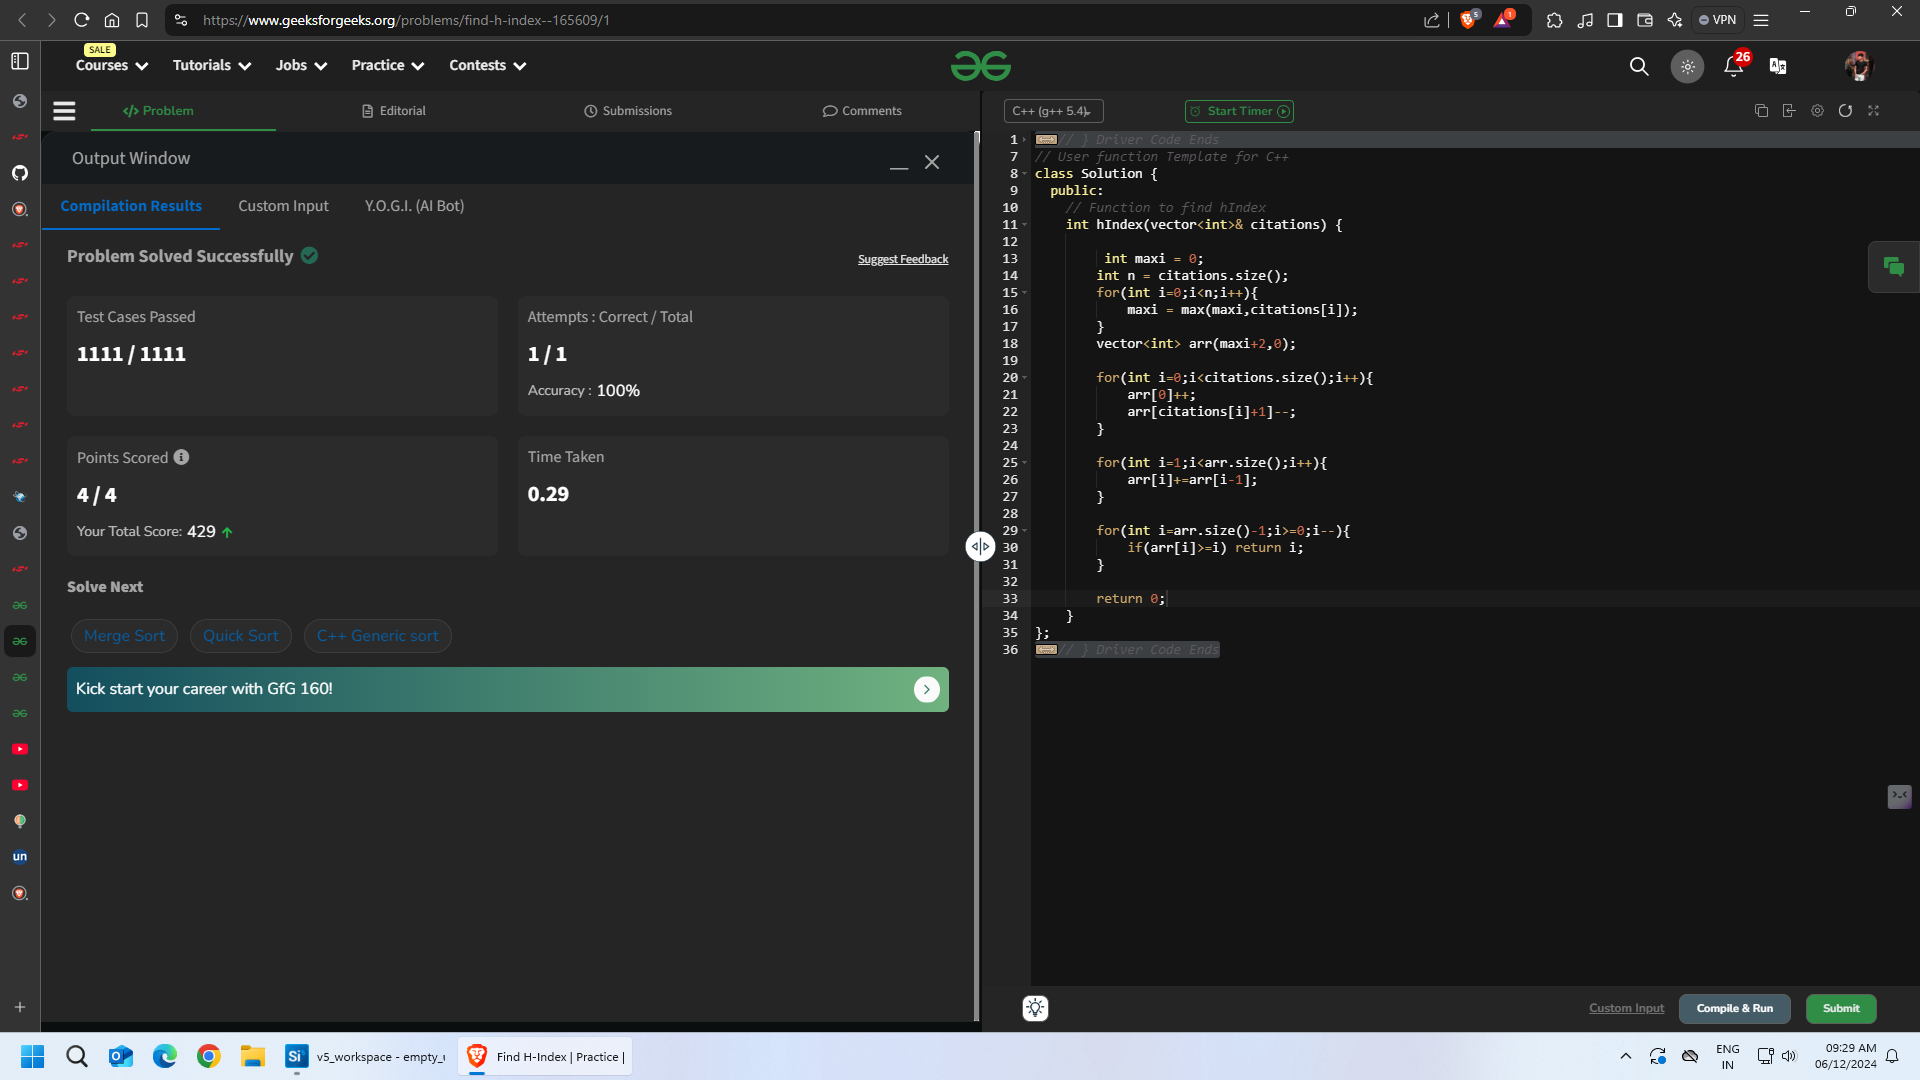 https://www.geeksforgeeks.org/problems/find-h-index--165609/1
5
1
VPN
SALE
Courses
Tutorials
Jobs
Practice
Contests
26
Problem
Editorial
Submissions
Comments
C++ (g++ 5.4)
Start Timer
Output Window
Compilation Results
Custom Input
Y.O.G.I. (AI Bot)
Problem Solved Successfully
Suggest Feedback
Test Cases Passed
1111 / 1111
Attempts : Correct / Total
1 / 1
Accuracy : 100%
Points Scored
4 / 4
Your Total Score: 429
Time Taken
0.29
Solve Next
Merge Sort
Quick Sort
C++ Generic sort
Kick start your career with GfG 160!
un
1 // } Driver Code Ends
7 // User function Template for C++
8 class Solution {
9 public:
10 // Function to find hIndex
11 int hIndex(vector<int>& citations) {
12
13 int maxi = 0;
14 int n = citations.size();
15 for(int i=0;i<n;i++){
16 maxi = max(maxi,citations[i]);
17 }
18 vector<int> arr(maxi+2,0);
19
20 for(int i=0;i<citations.size();i++){
21 arr[0]++;
22 arr[citations[i]+1]--;
23 }
24
25 for(int i=1;i<arr.size();i++){
26 arr[i]+=arr[i-1];
27 }
28
29 for(int i=arr.size()-1;i>=0;i--){
30 if(arr[i]>=i) return i;
31 }
32
33 return 0;
34 }
35 };
36 // } Driver Code Ends
Custom Input
Compile & Run
Submit
Si
v5_workspace - empty_
Find H-Index | Practice |
ENG
IN
09:29 AM
06/12/2024